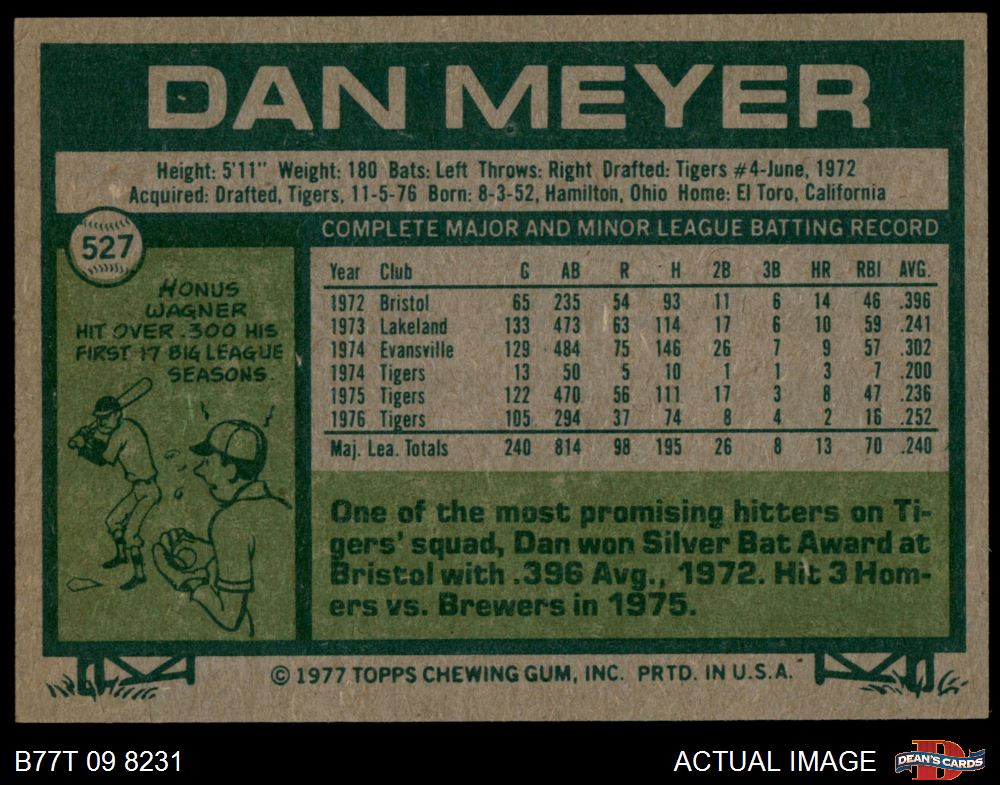 DAN MEYER
Height: 5'11" Weight: 180 Bats: Left Throws: Right Drafted: Tigers #4-June, 1972
Acquired: Drafted, Tigers, 11-5-76 Born: 8-3-52, Hamilton, Ohio Home: El Toro, California
527
HONUS
WAGNER
HIT OVER .300 HIS
FIRST 17 BIG LEAGUE
SEASONS.
COMPLETE MAJOR AND MINOR LEAGUE BATTING RECORD
Year Club G AB R H 2B 3B HR RBI AVG.
1972 Bristol 65 235 54 93 11 6 14 46 .396
1973 Lakeland 133 473 63 114 17 6 10 59 .241
1974 Evansville 129 484 75 146 26 7 9 57 .302
1974 Tigers 13 50 5 10 1 1 3 7 .200
1975 Tigers 122 470 56 111 17 3 8 47 .236
1976 Tigers 105 294 37 74 8 4 2 16 .252
Maj. Lea. Totals 240 814 98 195 26 8 13 70 .240
One of the most promising hitters on Ti-
gers' squad, Dan won Silver Bat Award at
Bristol with .396 Avg., 1972. Hit 3 Hom-
ers vs. Brewers in 1975.
© 1977 TOPPS CHEWING GUM, INC. PRTD. IN U.S.A.
B77T 09 8231
ACTUAL IMAGE
D
DEAN'S CARDS